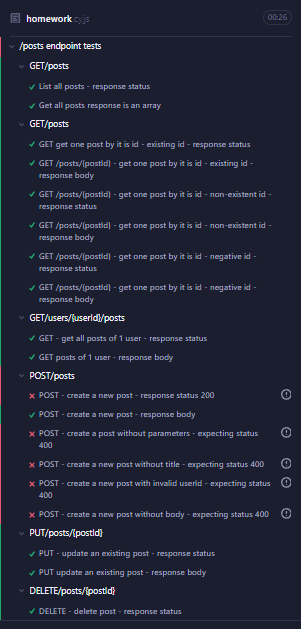 homework cy.js 00:26
/posts endpoint tests
GET/posts
List all posts - response status
Get all posts response is an array
GET/posts
GET get one post by it is id - existing id - response status
GET /posts/{postId} - get one post by it is id - existing id -
response body
GET /posts/{postId} - get one post by it is id - non-existent id -
response status
GET /posts/{postId} - get one post by it is id - non-existent id -
response body
GET /posts/{postId} - get one post by it is id - negative id -
response status
GET /posts/{postId} - get one post by it is id - negative id -
response body
GET/users/{userId}/posts
GET - get all posts of 1 user - response status
GET posts of 1 user - response body
POST/posts
POST - create a new post - response status 200
POST - create a new post - response body
POST - create a post without parameters - expecting status
400
POST - create a new post without title - expecting status 400
POST - create a new post with invalid userId - expecting status
400
POST - create a new post without body - expecting status 400
PUT/posts/{postId}
PUT - update an existing post - response status
PUT update an existing post - response body
DELETE/posts/{postId}
DELETE - delete post - response status